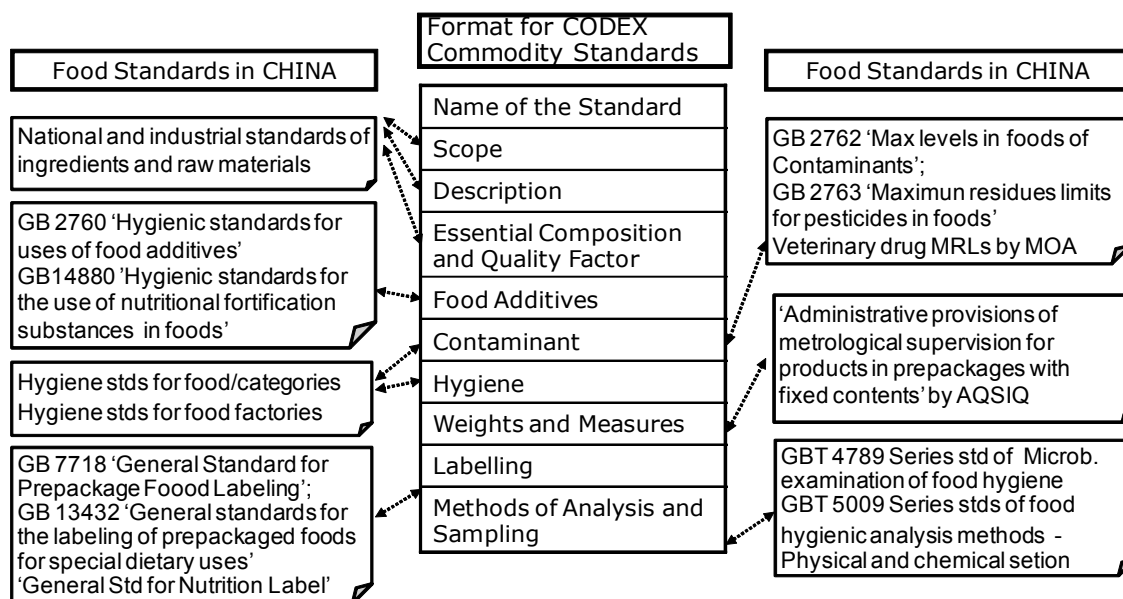 Food Standards in CHINA
National and industrial standards of
ingredients and raw materials
GB 2760 ‘Hygienic standards for
uses of food additives’
GB14880 ’Hygienic standards for
the use of nutritional fortification
substances in foods’
Hygiene stds for food/categories
Hygiene stds for food factories
GB 7718 ‘General Standard for
Prepackage Foood Labeling’;
GB 13432 ‘General standards for
the labeling of prepackaged foods
for special dietary uses’
‘General Std for Nutrition Label’
Format for CODEX
Commodity Standards
Name of the Standard
Scope
Description
Essential Composition
and Quality Factor
Food Additives
Contaminant
Hygiene
Weights and Measures
Labelling
Methods of Analysis and
Sampling
Food Standards in CHINA
GB 2762 ‘Max levels in foods of
Contaminants’;
GB 2763 ‘Maximun residues limits
for pesticides in foods’
Veterinary drug MRLs by MOA
‘Administrative provisions of
metrological supervision for
products in prepackages with
fixed contents’ by AQSIQ
GBT 4789 Series std of Microb.
examination of food hygiene
GBT 5009 Series stds of food
hygienic analysis methods -
Physical and chemical setion